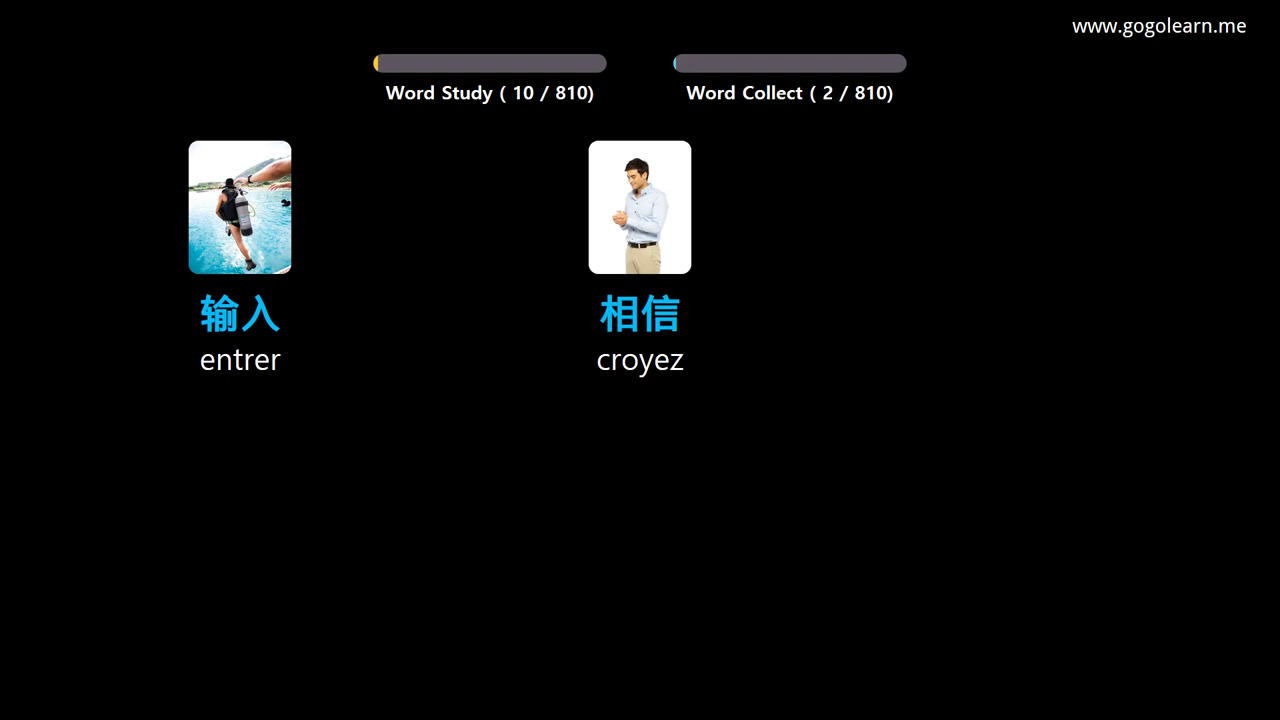 www.gogolearn.me
Word Study ( 10 / 810)
Word Collect ( 2 / 810)
输入
entrer
相信
croyez